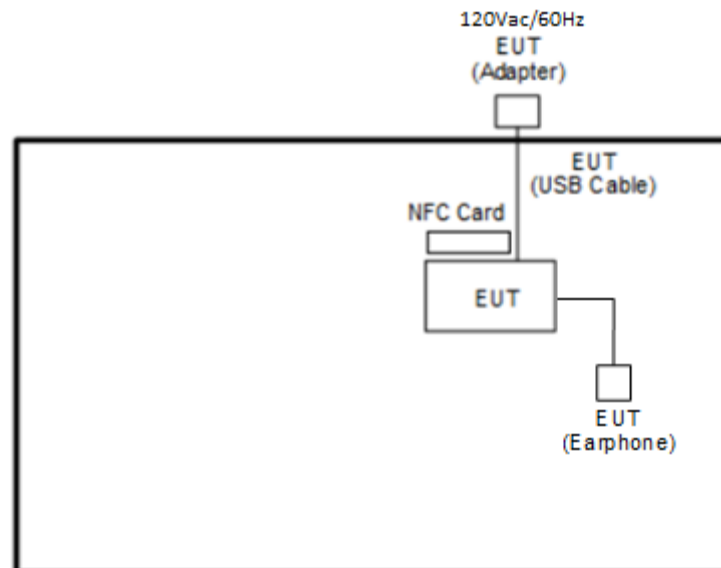 120Vac/60Hz
EUT
(Adapter)
EUT
(USB Cable)
NFC Card
EUT
EUT
(Earphone)